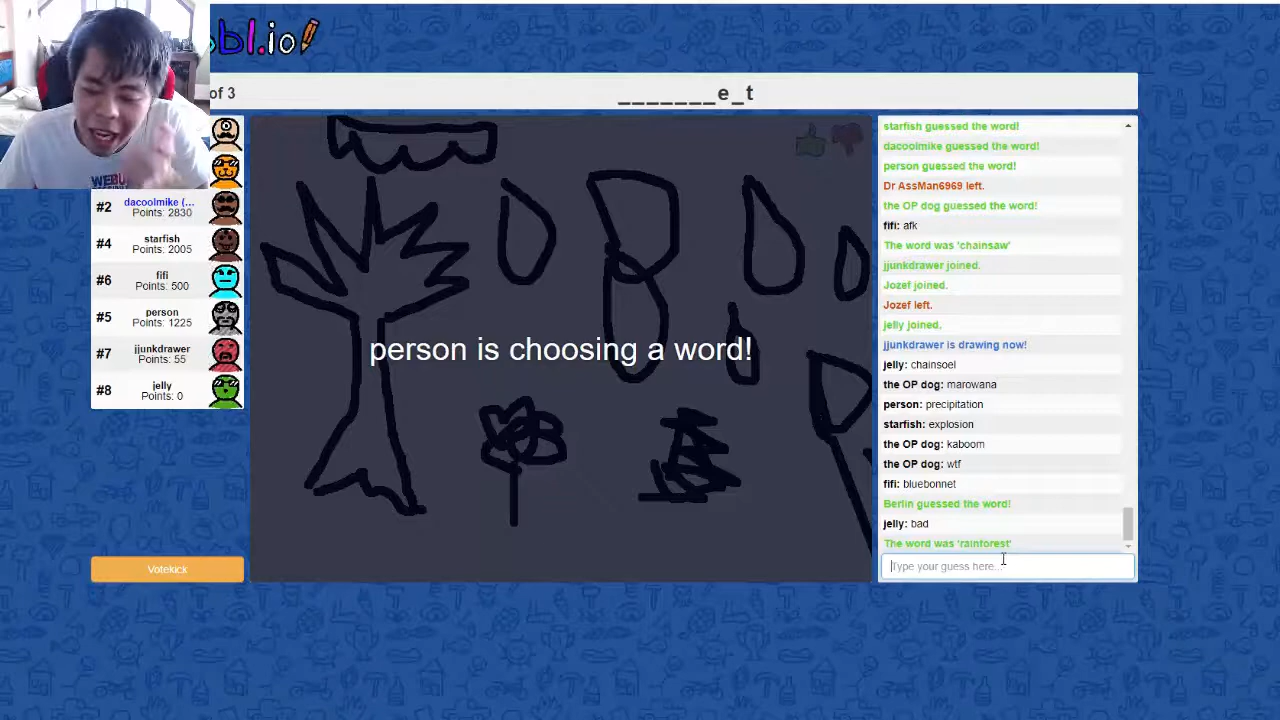 bl.io
of 3
_______e_t
#2 dacoolmike (...
Points: 2830
#4 starfish
Points: 2005
#6 fifi
Points: 500
#5 person
Points: 1225
#7 jjunkdrawer
Points: 55
#8 jelly
Points: 0
Votekick
WEBU
person is choosing a word!
starfish guessed the word!
dacoolmike guessed the word!
person guessed the word!
Dr AssMan6969 left.
the OP dog guessed the word!
fifi: afk
The word was 'chainsaw'
jjunkdrawer joined.
Jozef joined.
Jozef left.
jelly joined.
jjunkdrawer is drawing now!
jelly: chainsoel
the OP dog: marowana
person: precipitation
starfish: explosion
the OP dog: kaboom
the OP dog: wtf
fifi: bluebonnet
Berlin guessed the word!
jelly: bad
The word was 'rainforest'
Type your guess here...